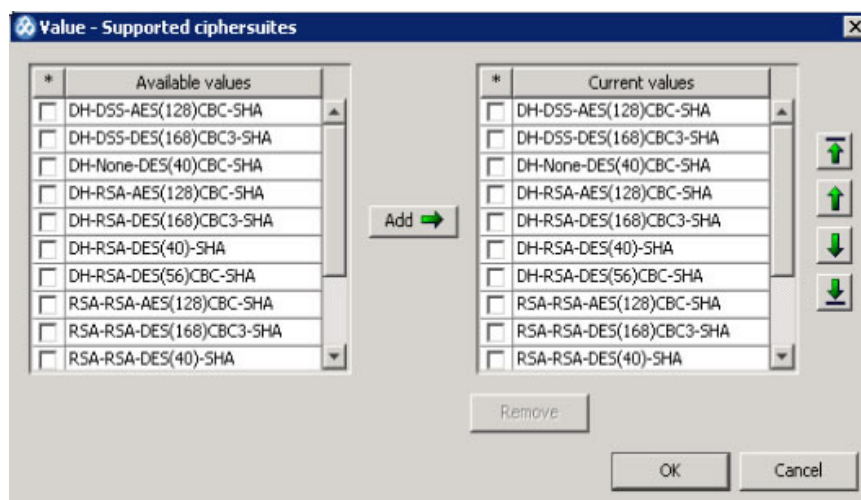 Value - Supported ciphersuites
* Available values
DH-DSS-AES(128)CBC-SHA
DH-DSS-DES(168)CBC3-SHA
DH-None-DES(40)CBC-SHA
DH-RSA-AES(128)CBC-SHA
DH-RSA-DES(168)CBC3-SHA
DH-RSA-DES(40)-SHA
DH-RSA-DES(56)CBC-SHA
RSA-RSA-AES(128)CBC-SHA
RSA-RSA-DES(168)CBC3-SHA
RSA-RSA-DES(40)-SHA
Add
* Current values
DH-DSS-AES(128)CBC-SHA
DH-DSS-DES(168)CBC3-SHA
DH-None-DES(40)CBC-SHA
DH-RSA-AES(128)CBC-SHA
DH-RSA-DES(168)CBC3-SHA
DH-RSA-DES(40)-SHA
DH-RSA-DES(56)CBC-SHA
RSA-RSA-AES(128)CBC-SHA
RSA-RSA-DES(168)CBC3-SHA
RSA-RSA-DES(40)-SHA
Remove
OK
Cancel